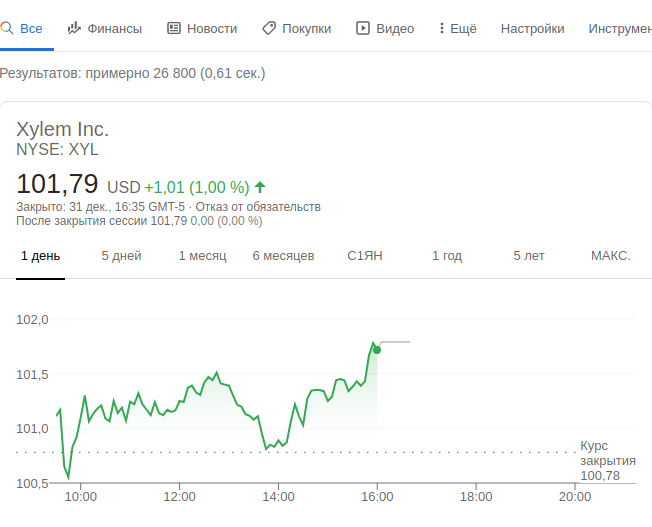 Все Финансы Новости Покупки Видео Ещё Настройки Инструмен
Результатов: примерно 26 800 (0,61 сек.)
Xylem Inc.
NYSE: XYL
101,79 USD +1,01 (1,00 %)
Закрыто: 31 дек., 16:35 GMT-5 · Отказ от обязательств
После закрытия сессии 101,79 0,00 (0,00 %)
1 день 5 дней 1 месяц 6 месяцев С1ЯН 1 год 5 лет МАКС.
102,0
101,5
101,0
Курс
закрытия
100,78
100,5
10:00 12:00 14:00 16:00 18:00 20:00